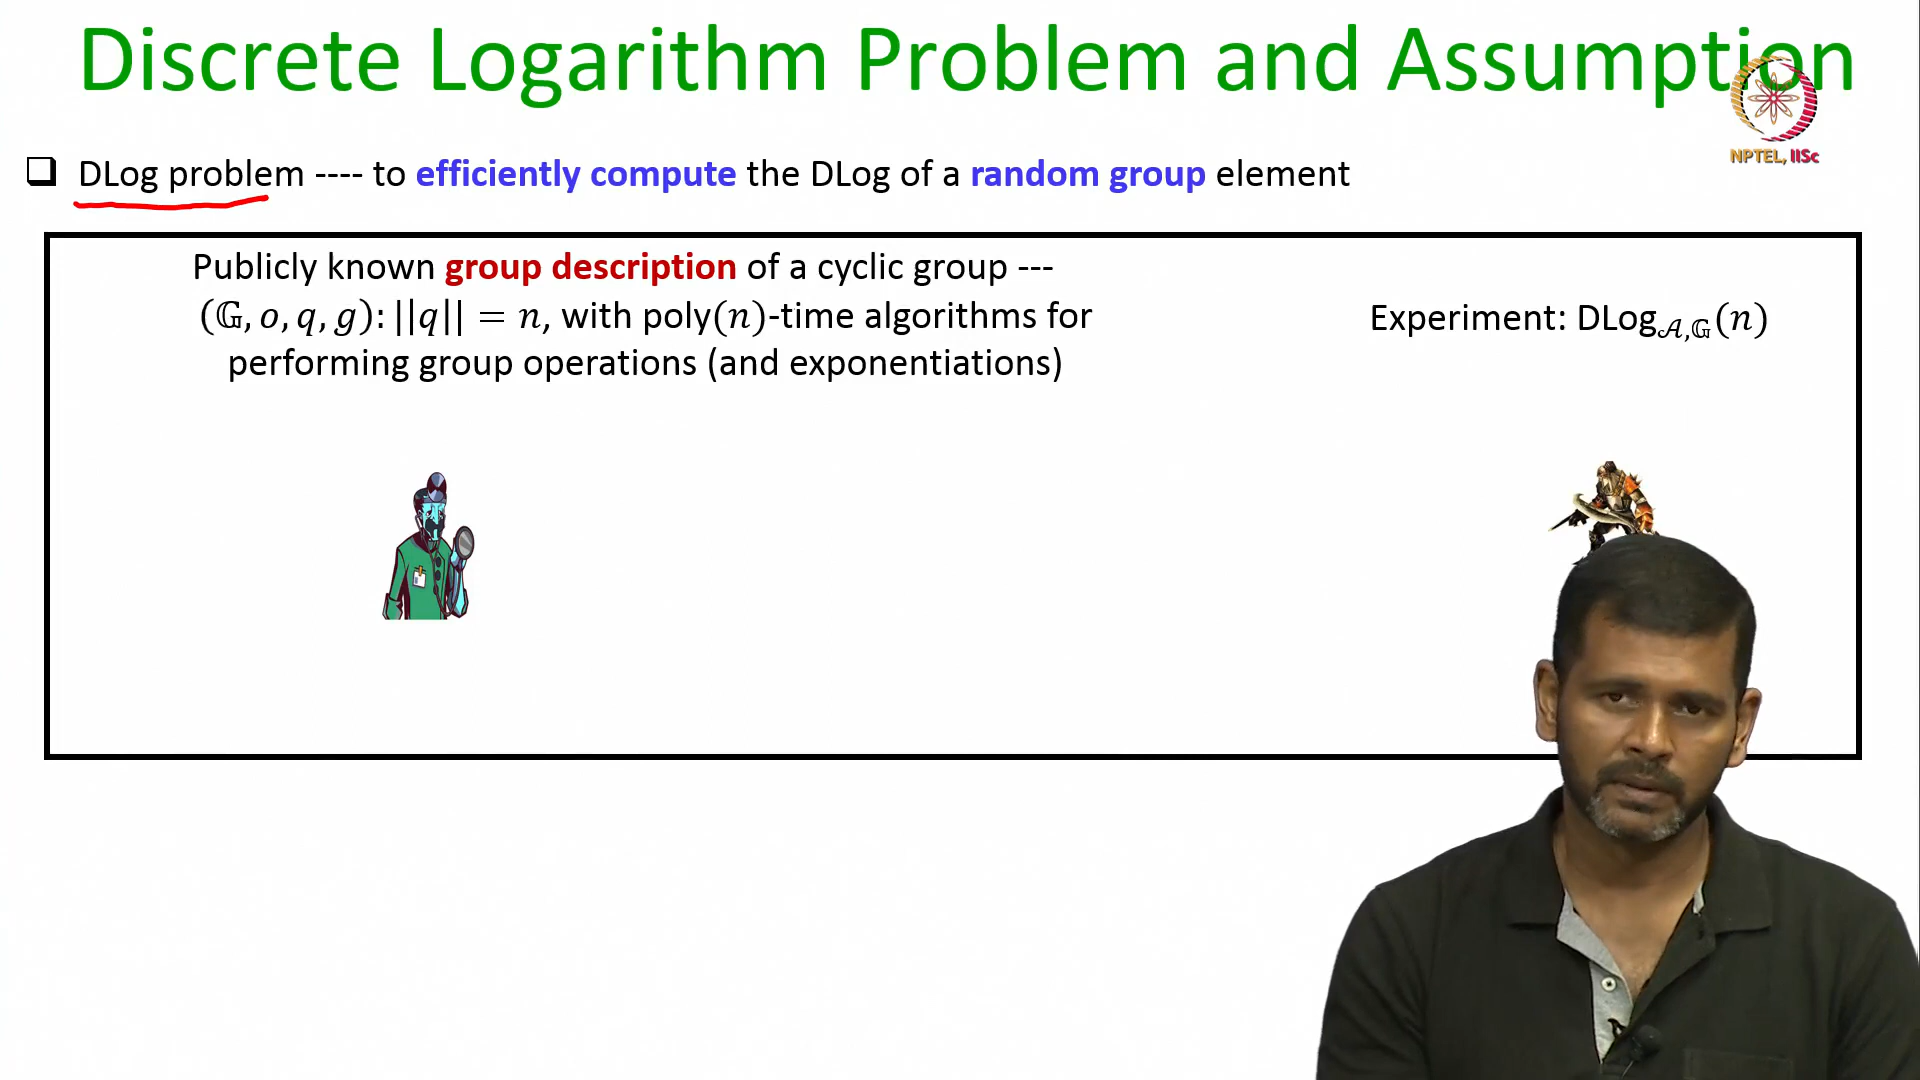 Discrete Logarithm Problem and Assumption
NPTEL, IISc
DLog problem ---- to efficiently compute the DLog of a random group element
Publicly known group description of a cyclic group ---
(𝔾, o, q, g): ||q|| = n, with poly(n)-time algorithms for
performing group operations (and exponentiations)
Experiment: DLog𝒜,𝔾(n)